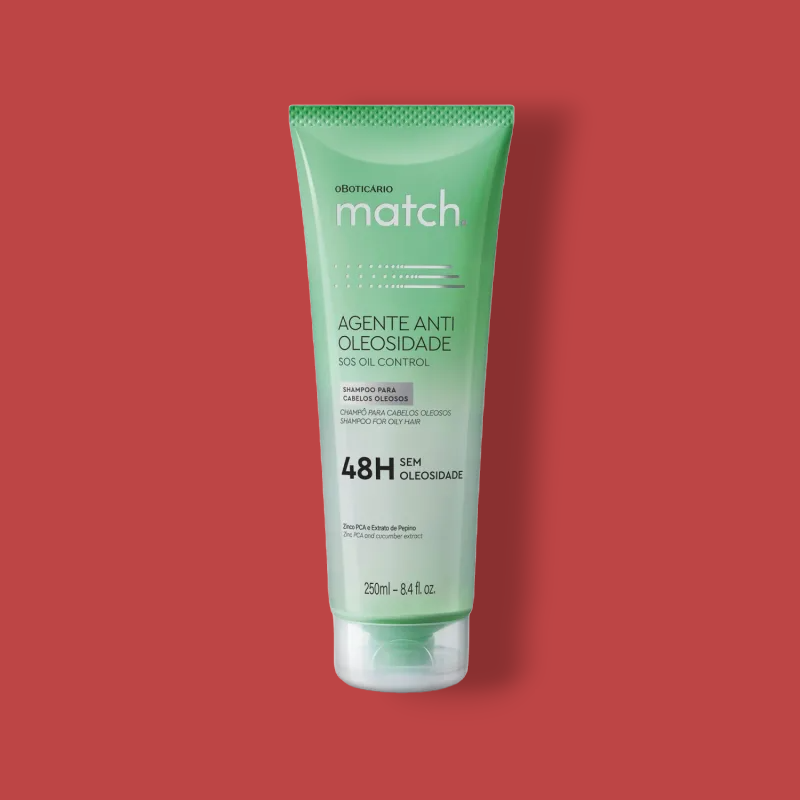 oBOTICÁRIO
match.
AGENTE ANTI
OLEOSIDADE
SOS OIL CONTROL
SHAMPOO PARA
CABELOS OLEOSOS
CHAMPÔ PARA CABELOS OLEOSOS
SHAMPOO FOR OILY HAIR
48H SEM
OLEOSIDADE
Zinco PCA e Extrato de Pepino
Zinc PCA and cucumber extract
250ml – 8.4 fl. oz.